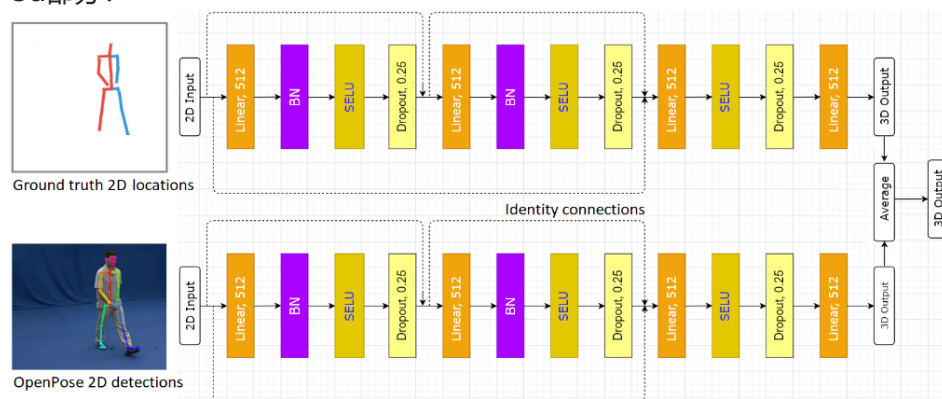 2D Input
Linear, 512
BN
SELU
Dropout, 0.25
Linear, 512
BN
SELU
Dropout, 0.25
Linear, 512
SELU
Dropout, 0.25
Linear, 512
3D Output
Ground truth 2D locations
Average
3D Output
Identity connections
2D Input
Linear, 512
BN
SELU
Dropout, 0.25
Linear, 512
BN
SELU
Dropout, 0.25
Linear, 512
SELU
Dropout, 0.25
Linear, 512
3D Output
OpenPose 2D detections